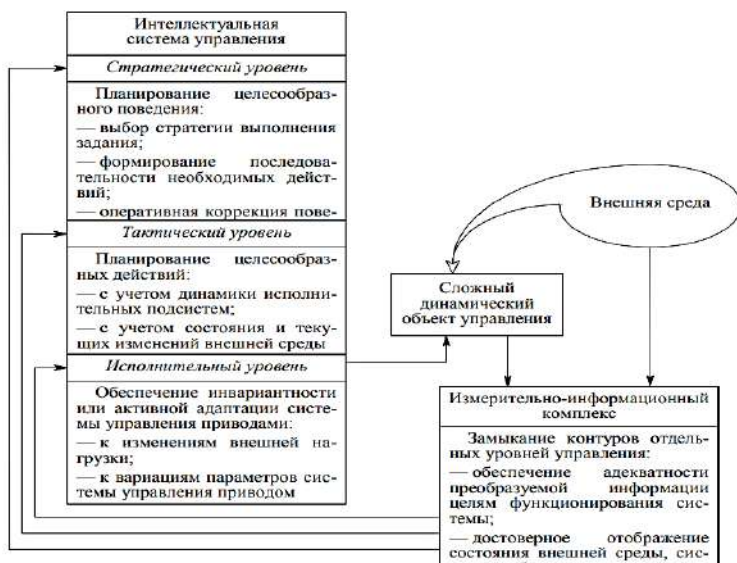 Интеллектуальная
система управления
Стратегический уровень
Планирование целесообраз-
ного поведения:
— выбор стратегии выполнения
задания;
— формирование последова-
тельности необходимых дейст-
вий;
— оперативная коррекция пове-
Тактический уровень
Планирование целесообраз-
ных действий:
— с учетом динамики исполни-
тельных подсистем;
— с учетом состояния и теку-
щих изменений внешней среды
Исполнительный уровень
Обеспечение инвариантности
или активной адаптации систе-
мы управления приводами:
— к изменениям внешней на-
грузки;
— к вариациям параметров сис-
темы управления приводом
Внешняя среда
Сложный
динамический
объект управления
Измерительно-информационный
комплекс
Замыкание контуров отдель-
ных уровней управления:
— обеспечение адекватности
преобразуемой информации
целям функционирования сис-
темы;
— достоверное отображение
состояния внешней среды, сис-